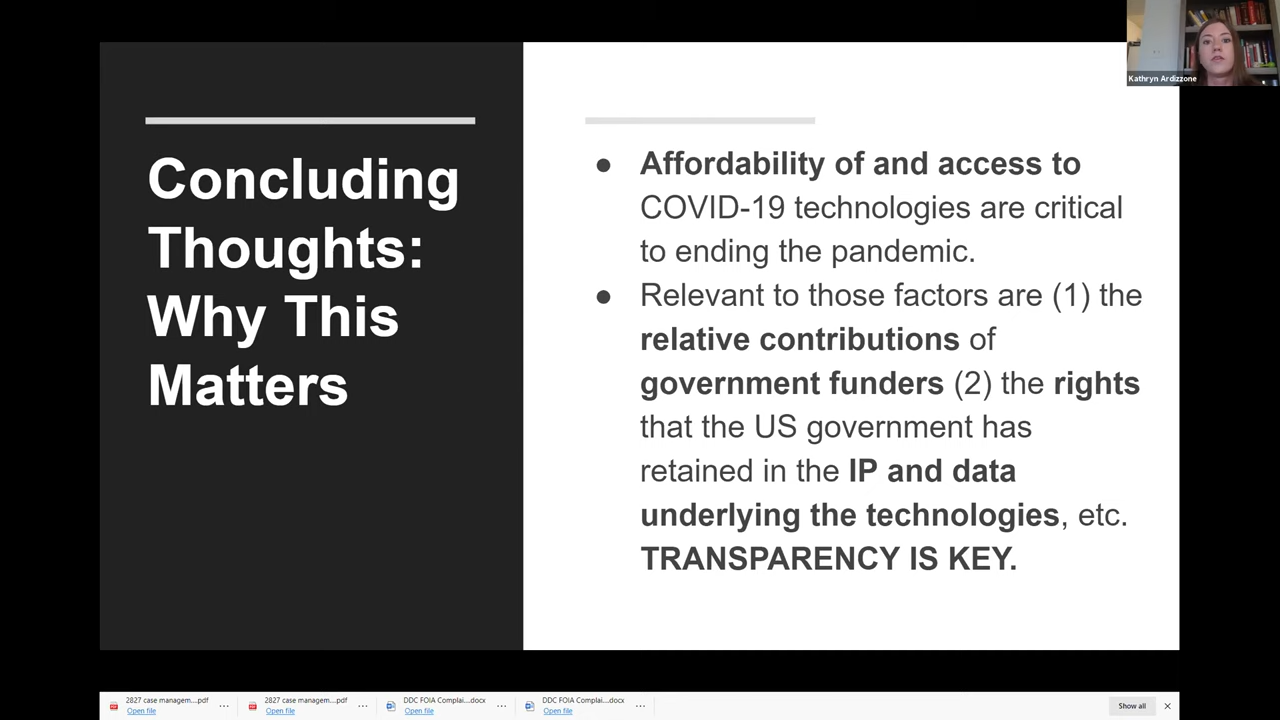 Kathryn Ardizzone
Concluding
Thoughts:
Why This
Matters
● Affordability of and access to
COVID-19 technologies are critical
to ending the pandemic.
● Relevant to those factors are (1) the
relative contributions of
government funders (2) the rights
that the US government has
retained in the IP and data
underlying the technologies, etc.
TRANSPARENCY IS KEY.
2827 case managem....pdf
Open file
2827 case managem....pdf
Open file
DDC FOIA Complai....docx
Open file
DDC FOIA Complai....docx
Open file
Show all